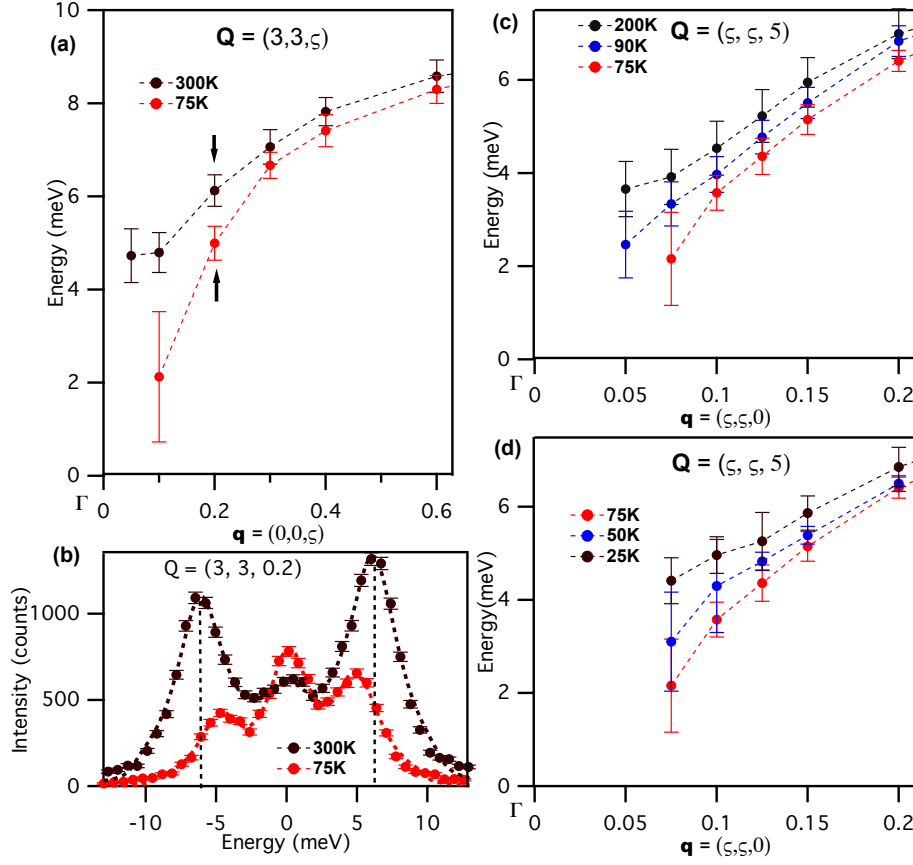 (a)
Q = (3,3,ς)
300K
75K
Energy (meV)
10
8
6
4
2
0
Γ
0
0.2
0.4
0.6
q = (0,0,ς)
(b)
Q = (3, 3, 0.2)
Intensity (counts)
1000
500
0
300K
75K
-10
-5
0
5
10
Energy (meV)
(c)
200K
90K
75K
Q = (ς, ς, 5)
Energy (meV)
6
4
2
0
Γ
0
0.05
0.1
0.15
0.2
q = (ς,ς,0)
(d)
Q = (ς, ς, 5)
75K
50K
25K
Energy(meV)
6
4
2
0
Γ
0
0.05
0.1
0.15
0.2
q = (ς,ς,0)